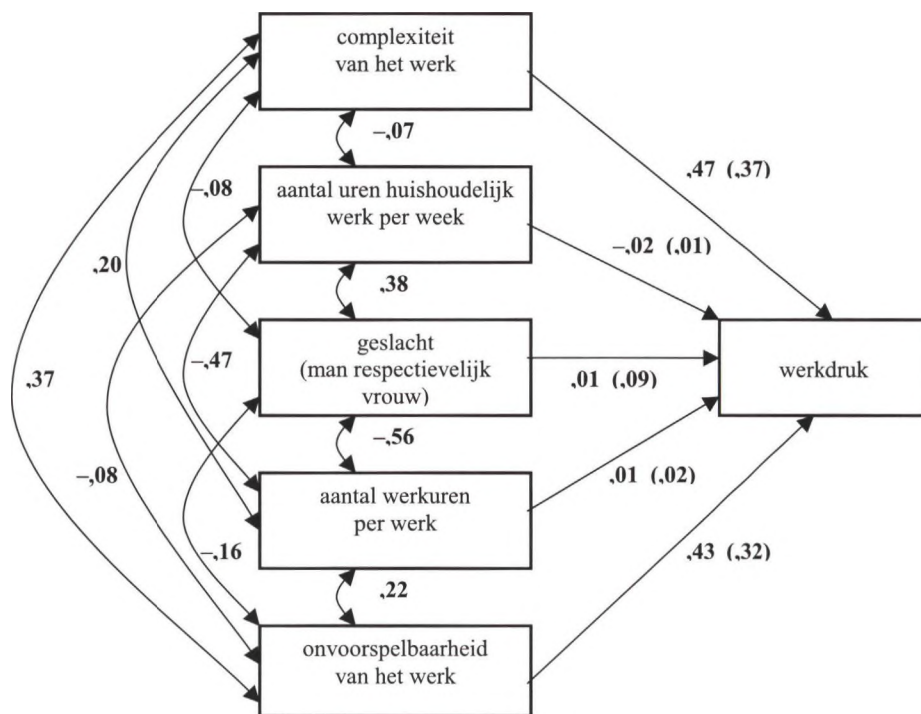 complexiteit
van het werk
–,07
,47 (,37)
–,08
aantal uren huishoudelijk
werk per week
–,02 (,01)
,20
,38
geslacht
(man respectievelijk
vrouw)
–,47
,37
,01 (,09)
werkdruk
–,56
–,08
aantal werkuren
per werk
,01 (,02)
–,16
,43 (,32)
,22
onvoorspelbaarheid
van het werk